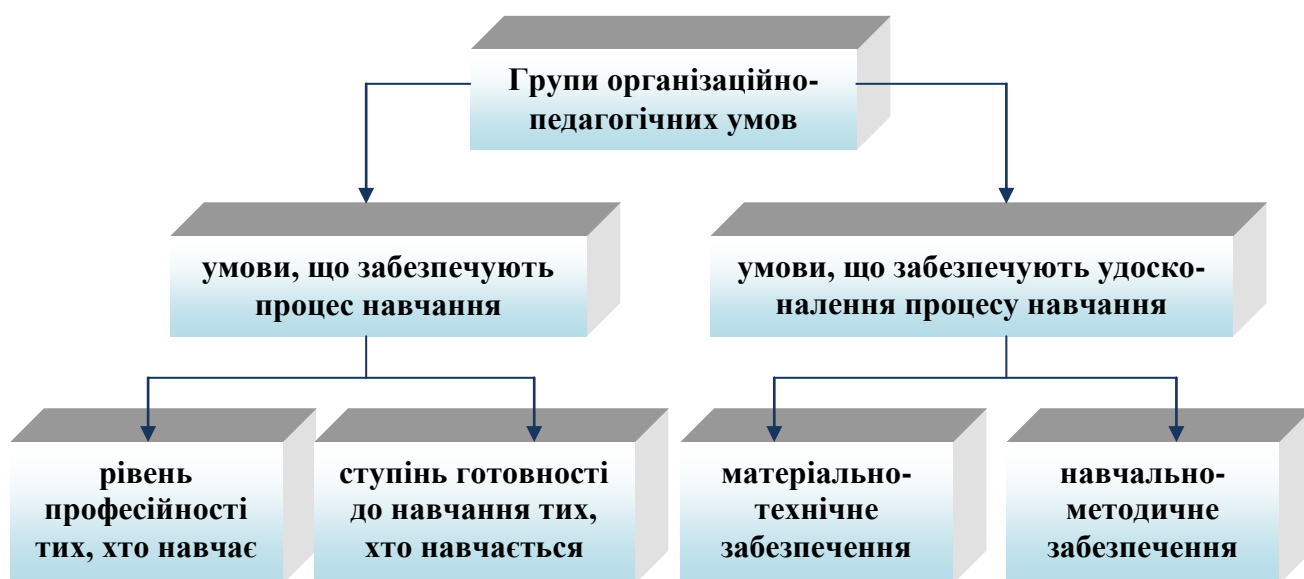 Групи організаційно-
педагогічних умов
умови, що забезпечують
процес навчання
умови, що забезпечують удоско-
налення процесу навчання
рівень
професійності
тих, хто навчає
ступінь готовності
до навчання тих,
хто навчається
матеріально-
технічне
забезпечення
навчально-
методичне
забезпечення